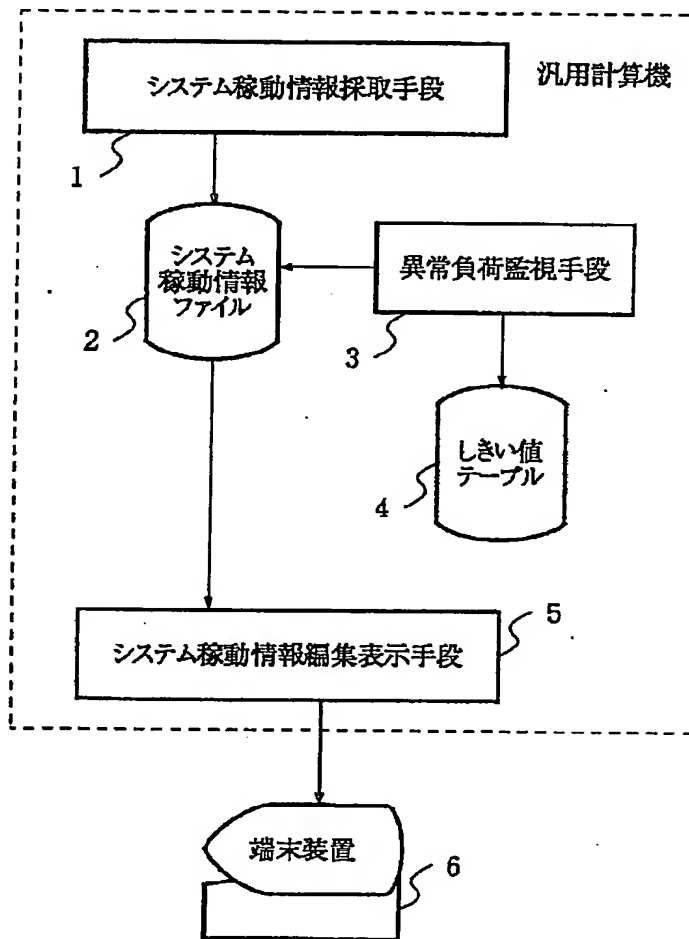 システム稼動情報採取手段
汎用計算機
1
システム
稼動情報
ファイル
2
異常負荷監視手段
3
しきい値
テーブル
4
5
システム稼動情報編集表示手段
端末装置
6